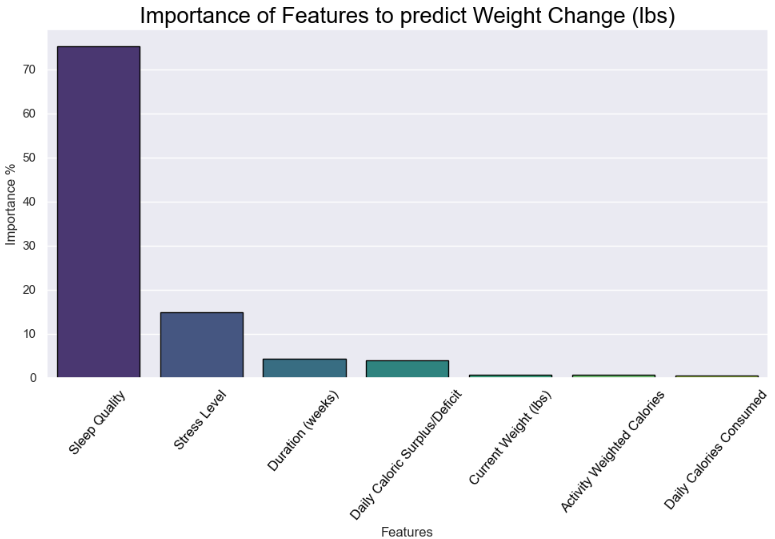 Importance of Features to predict Weight Change (lbs)
Importance %
70
60
50
40
30
20
10
0
Sleep Quality
Stress Level
Duration (weeks)
Daily Caloric Surplus/Deficit
Current Weight (lbs)
Activity Weighted Calories
Daily Calories Consumed
Features